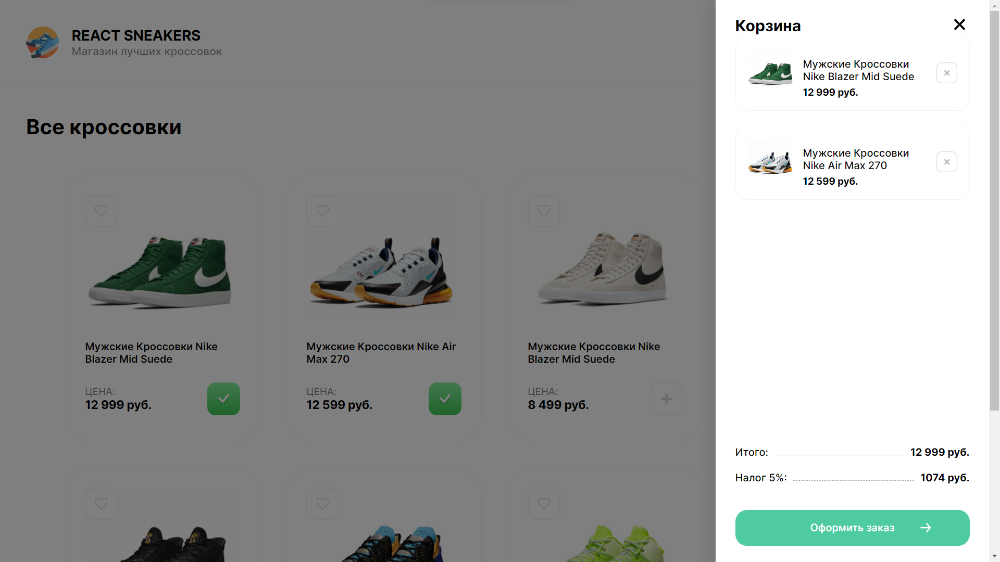 REACT SNEAKERS
Магазин лучших кроссовок
Все кроссовки
Мужские Кроссовки Nike
Blazer Mid Suede
ЦЕНА:
12 999 руб.
Мужские Кроссовки Nike Air
Max 270
ЦЕНА:
12 599 руб.
Мужские Кроссовки Nike
Blazer Mid Suede
ЦЕНА:
8 499 руб.
Корзина
Мужские Кроссовки
Nike Blazer Mid Suede
12 999 руб.
Мужские Кроссовки
Nike Air Max 270
12 599 руб.
Итого: 12 999 руб.
Налог 5%: 1074 руб.
Оформить заказ